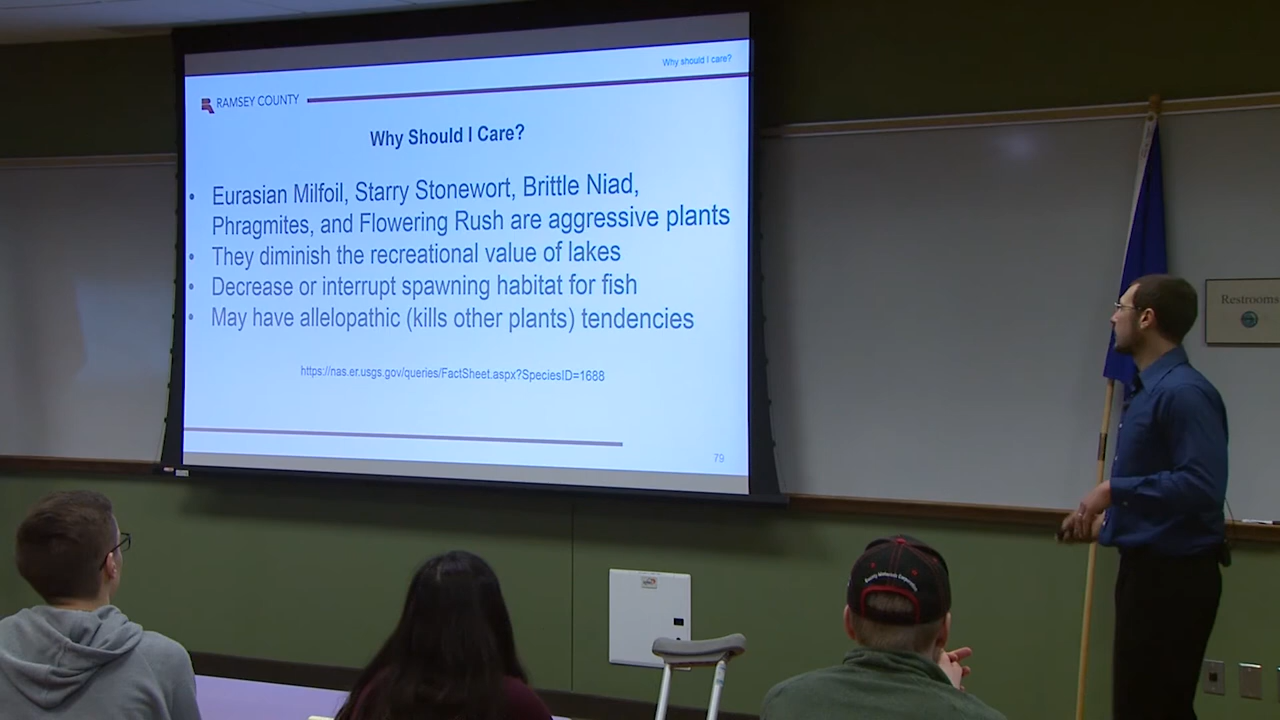 Why should I care?
RAMSEY COUNTY
Why Should I Care?
• Eurasian Milfoil, Starry Stonewort, Brittle Niad,
Phragmites, and Flowering Rush are aggressive plants
• They diminish the recreational value of lakes
• Decrease or interrupt spawning habitat for fish
• May have allelopathic (kills other plants) tendencies
https://nas.er.usgs.gov/queries/FactSheet.aspx?SpeciesID=1688
79
Restrooms